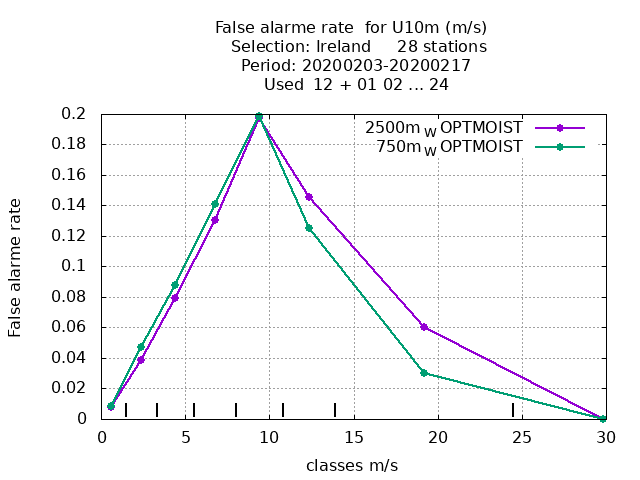 False alarme rate for U10m (m/s)
Selection: Ireland 28 stations
Period: 20200203-20200217
Used 12 + 01 02 ... 24
2500m W OPTMOIST
750m W OPTMOIST
0.2
0.18
0.16
0.14
0.12
0.1
0.08
0.06
0.04
0.02
0
False alarme rate
0 5 10 15 20 25 30
classes m/s